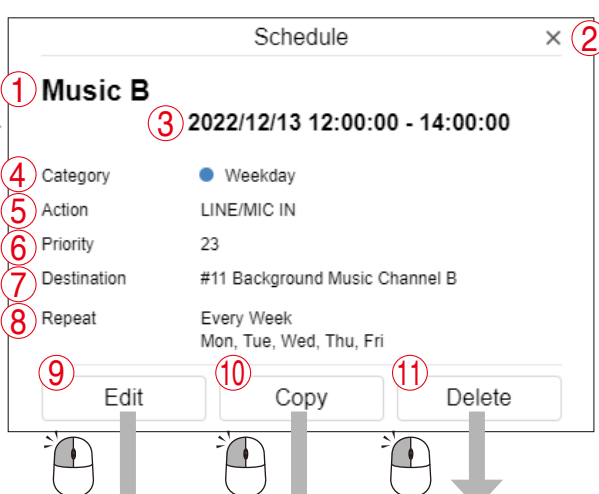 Schedule × ②
① Music B
③ 2022/12/13 12:00:00 - 14:00:00
④ Category Weekday
⑤ Action LINE/MIC IN
⑥ Priority 23
⑦ Destination #11 Background Music Channel B
⑧ Repeat Every Week
Mon, Tue, Wed, Thu, Fri
⑨ Edit ⑩ Copy ⑪ Delete